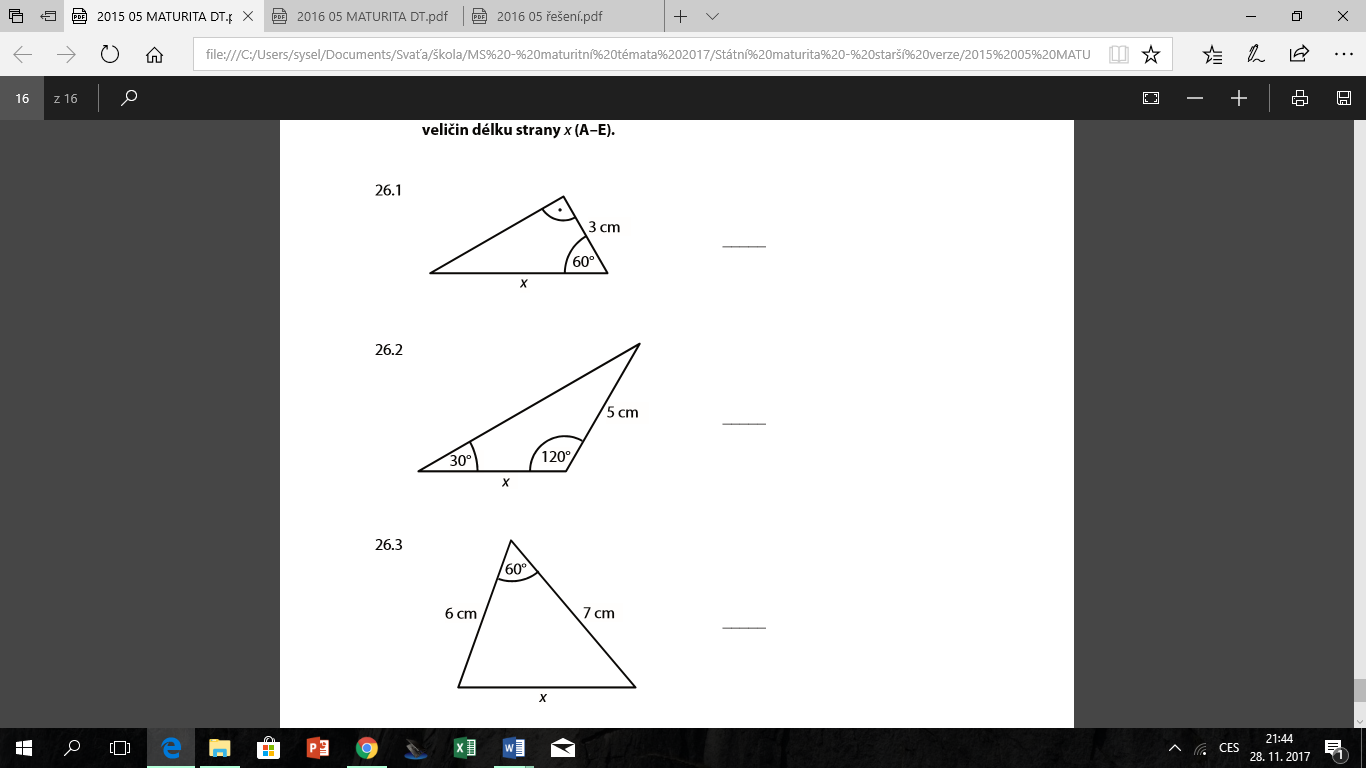 2015 05 MATURITA DT.p
2016 05 MATURITA DT.pdf
2016 05 řešení.pdf
file:///C:/Users/sysel/Documents/Svaťa/škola/MS%20-%20maturitní%20témata%202017/Státní%20maturita%20-%20starší%20verze/2015%2005%20MATU
16 z 16
veličin délku strany x (A–E).
26.1
3 cm
60°
x
26.2
5 cm
30°
120°
x
26.3
60°
6 cm
7 cm
x
CES
21:44
28. 11. 2017
1